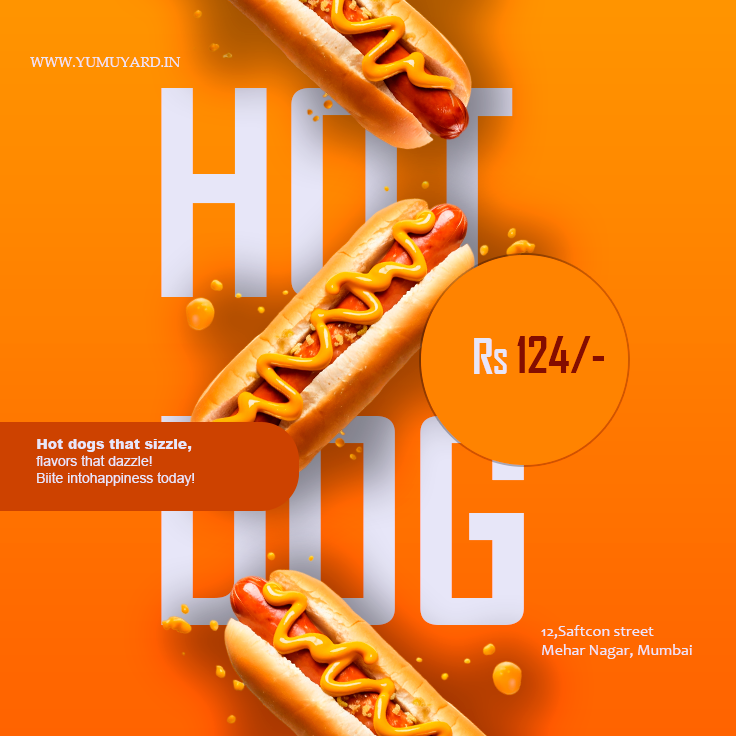 WWW.YUMUYARD.IN
HOT
Rs 124/-
DOG
Hot dogs that sizzle,
flavors that dazzle!
Biite intohappiness today!
12,Saftcon street
Mehar Nagar, Mumbai